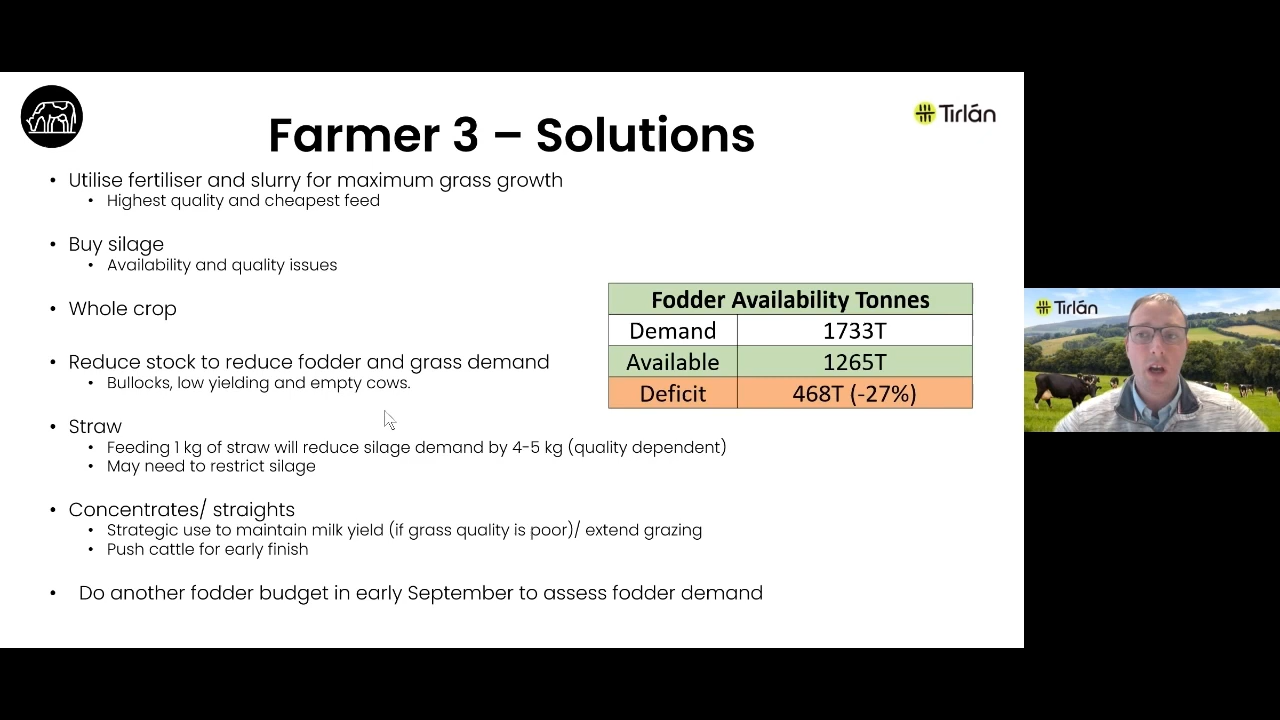 Tirlán
Farmer 3 – Solutions
• Utilise fertiliser and slurry for maximum grass growth
• Highest quality and cheapest feed
• Buy silage
• Availability and quality issues
• Whole crop
• Reduce stock to reduce fodder and grass demand
• Bullocks, low yielding and empty cows.
• Straw
• Feeding 1 kg of straw will reduce silage demand by 4-5 kg (quality dependent)
• May need to restrict silage
• Concentrates/ straights
• Strategic use to maintain milk yield (if grass quality is poor)/ extend grazing
• Push cattle for early finish
• Do another fodder budget in early September to assess fodder demand
Fodder Availability Tonnes
Demand 1733T
Available 1265T
Deficit 468T (-27%)
Tirlán